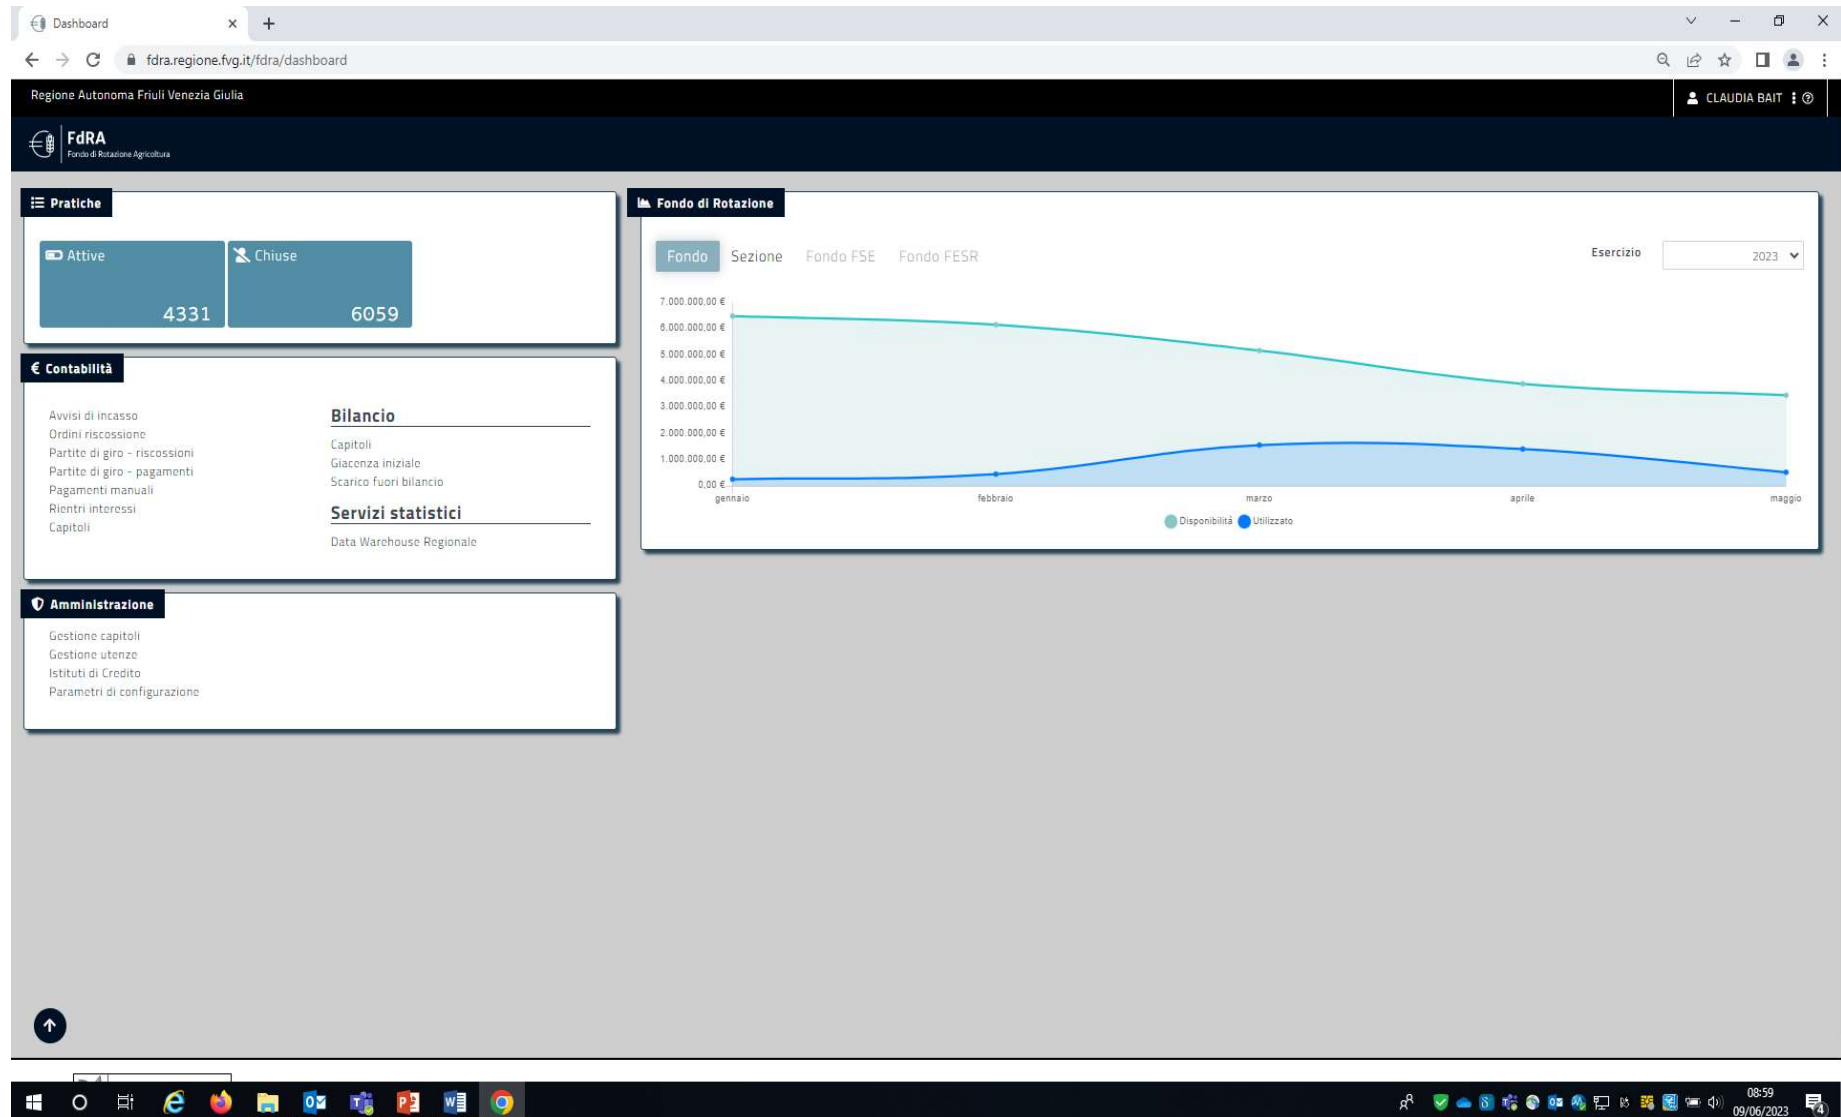 Dashboard
fdra.regione.fvg.it/fdra/dashboard
Regione Autonoma Friuli Venezia Giulia
CLAUDIA BAIT
FdRA
Fondo di Rotazione Agricoltura
Pratiche
Attive
4331
Chiuse
6059
Contabilità
Avvisi di incasso
Ordini riscossione
Partite di giro - riscossioni
Partite di giro - pagamenti
Pagamenti manuali
Rientri interessi
Capitoli
Bilancio
Capitoli
Giacenza iniziale
Scarico fuori bilancio
Servizi statistici
Data Warehouse Regionale
Amministrazione
Gestione capitoli
Gestione utenze
Istituti di Credito
Parametri di configurazione
Fondo di Rotazione
Fondo Sezione Fondo FSE Fondo FESR
Esercizio 2023
7.000.000,00 €
6.000.000,00 €
5.000.000,00 €
4.000.000,00 €
3.000.000,00 €
2.000.000,00 €
1.000.000,00 €
0,00 €
gennaio febbraio marzo aprile maggio
Disponibilità Utilizzato
08:59
09/06/2023
4